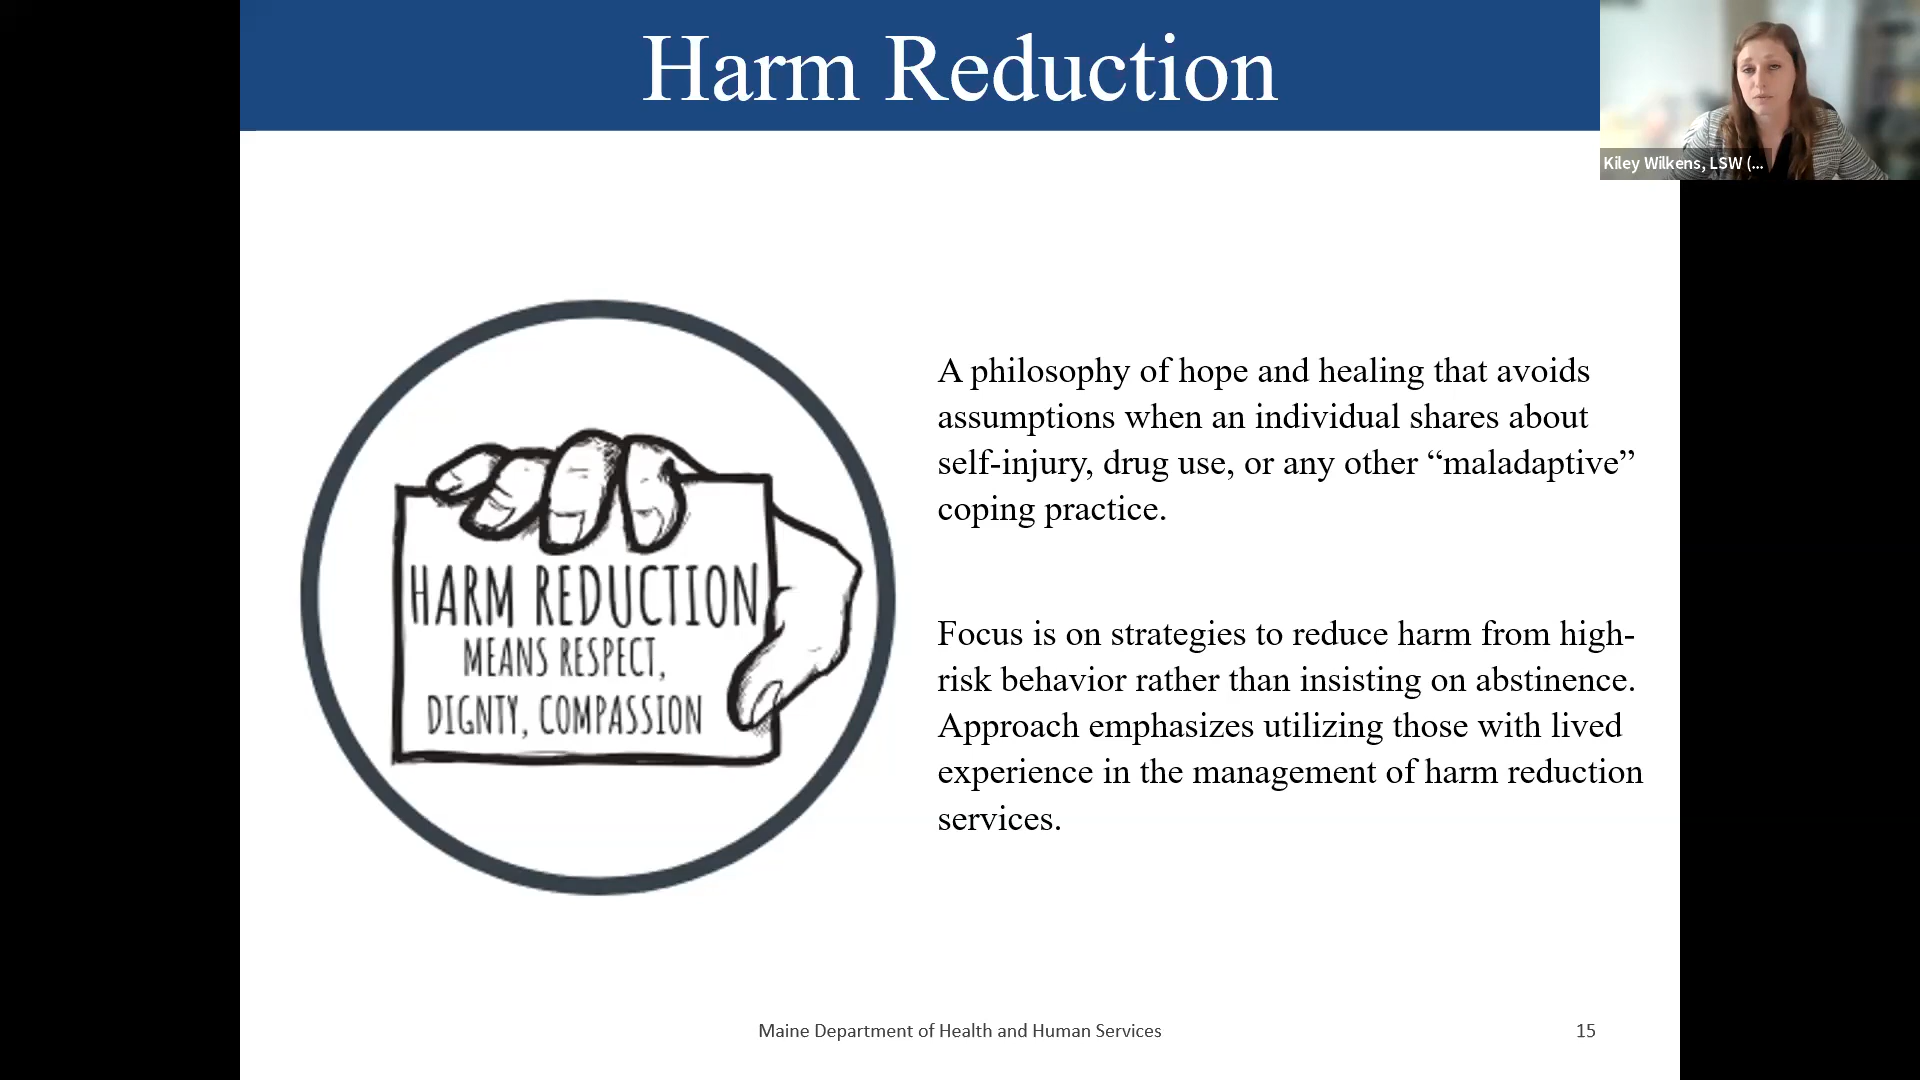 Harm Reduction
Kiley Wilkens, LSW (...
A philosophy of hope and healing that avoids
assumptions when an individual shares about
self-injury, drug use, or any other “maladaptive”
coping practice.
HARM REDUCTION
MEANS RESPECT,
DIGNTY, COMPASSION
Focus is on strategies to reduce harm from high-
risk behavior rather than insisting on abstinence.
Approach emphasizes utilizing those with lived
experience in the management of harm reduction
services.
Maine Department of Health and Human Services
15